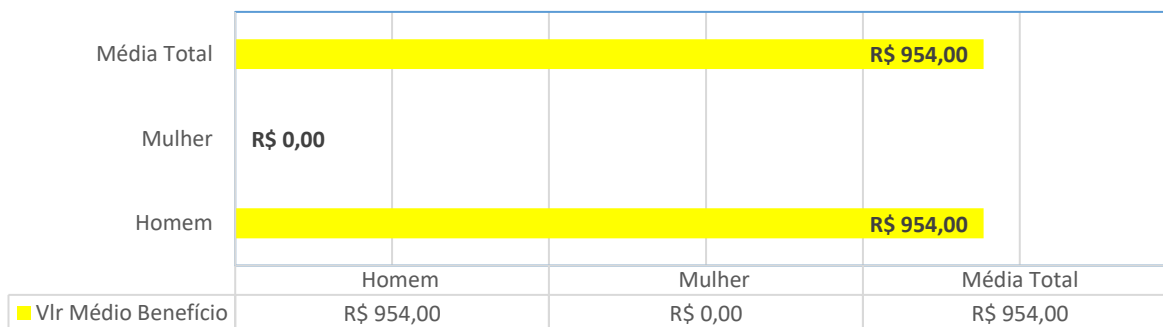 Média Total
R$ 954,00
Mulher
R$ 0,00
Homem
R$ 954,00
Homem Mulher Média Total
Vlr Médio Benefício R$ 954,00 R$ 0,00 R$ 954,00